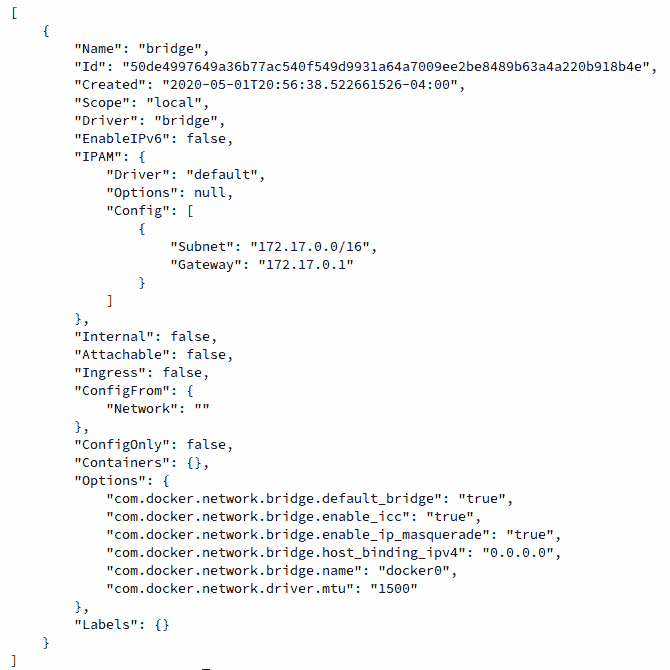 [
    {
        "Name": "bridge",
        "Id": "50de4997649a36b77ac540f549d9931a64a7009ee2be8489b63a4a220b918b4e",
        "Created": "2020-05-01T20:56:38.522661526-04:00",
        "Scope": "local",
        "Driver": "bridge",
        "EnableIPv6": false,
        "IPAM": {
            "Driver": "default",
            "Options": null,
            "Config": [
                {
                    "Subnet": "172.17.0.0/16",
                    "Gateway": "172.17.0.1"
                }
            ]
        },
        "Internal": false,
        "Attachable": false,
        "Ingress": false,
        "ConfigFrom": {
            "Network": ""
        },
        "ConfigOnly": false,
        "Containers": {},
        "Options": {
            "com.docker.network.bridge.default_bridge": "true",
            "com.docker.network.bridge.enable_icc": "true",
            "com.docker.network.bridge.enable_ip_masquerade": "true",
            "com.docker.network.bridge.host_binding_ipv4": "0.0.0.0",
            "com.docker.network.bridge.name": "docker0",
            "com.docker.network.driver.mtu": "1500"
        },
        "Labels": {}
    }
]